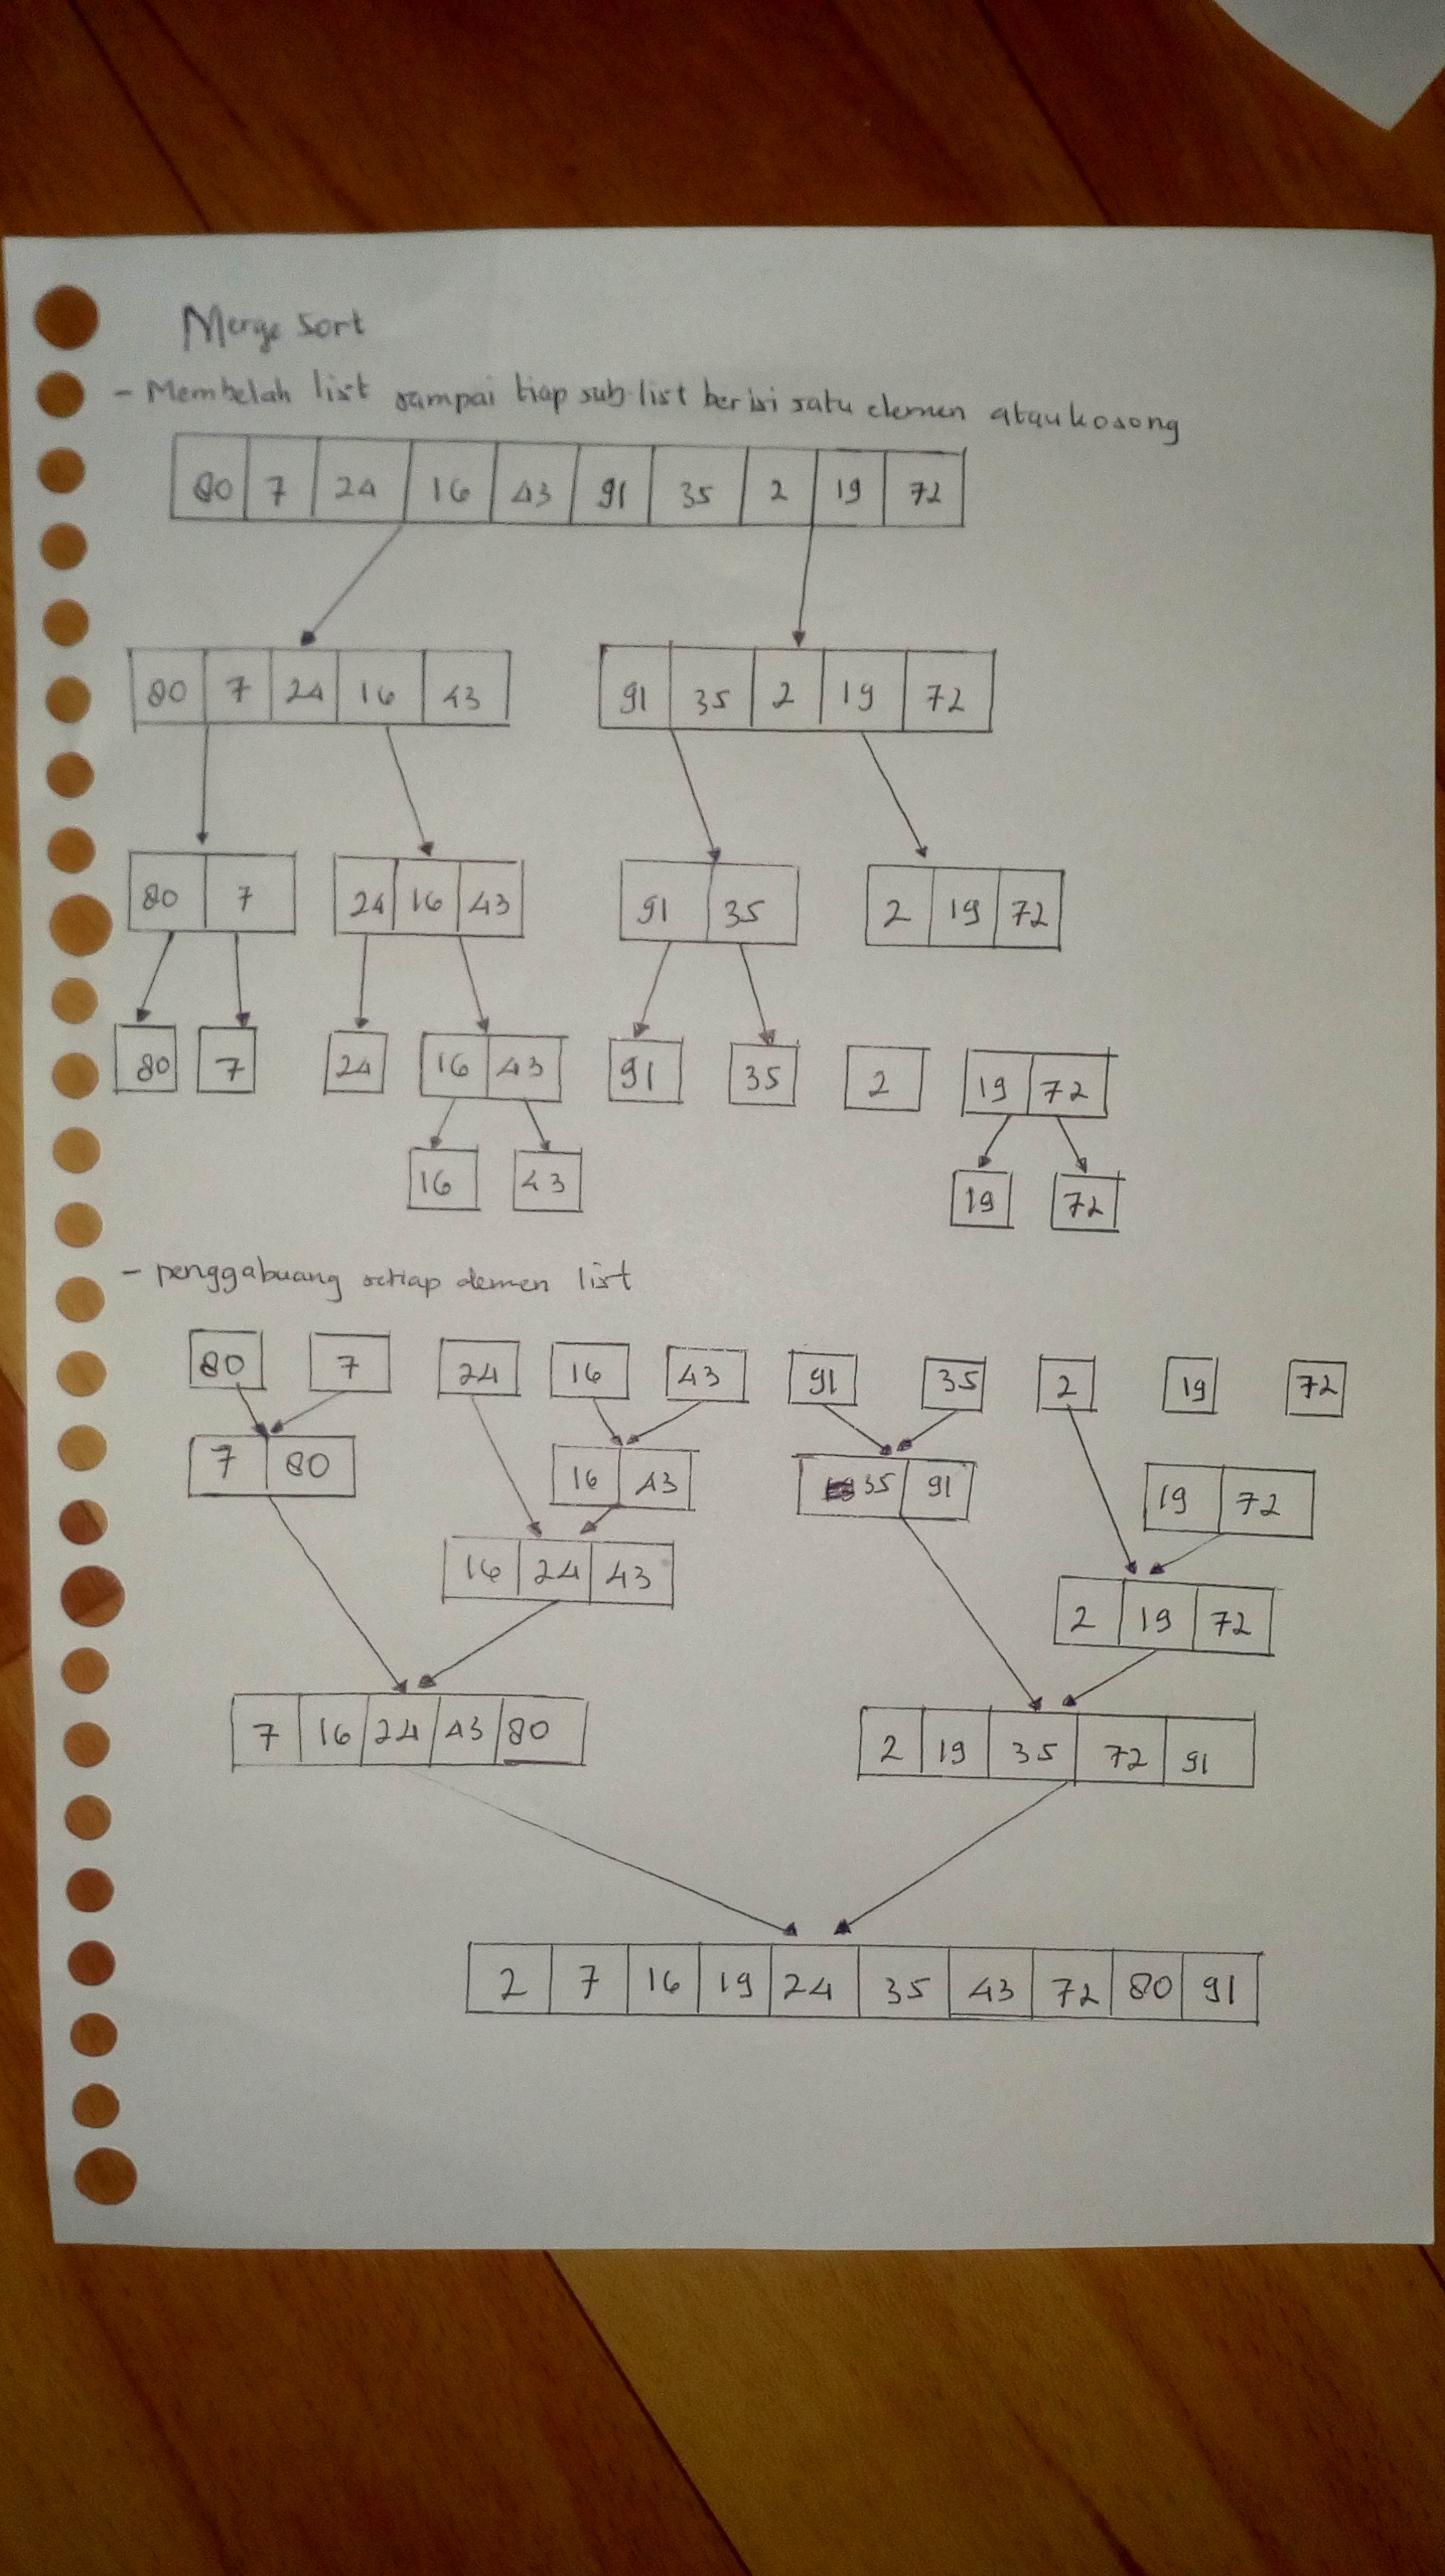 Merge Sort
- Membelah list sampai tiap sub-list berisi satu elemen atau kosong
80 7 24 16 43 91 35 2 19 72
80 7 24 16 43 91 35 2 19 72
80 7 24 16 43 91 35 2 19 72
80 7 24 16 43 91 35 2 19 72
16 43 19 72
- penggabuang setiap elemen list
80 7 24 16 43 91 35 2 19 72
7 80 16 43 35 91 19 72
16 24 43 2 19 72
7 16 24 43 80 2 19 35 72 91
2 7 16 19 24 35 43 72 80 91